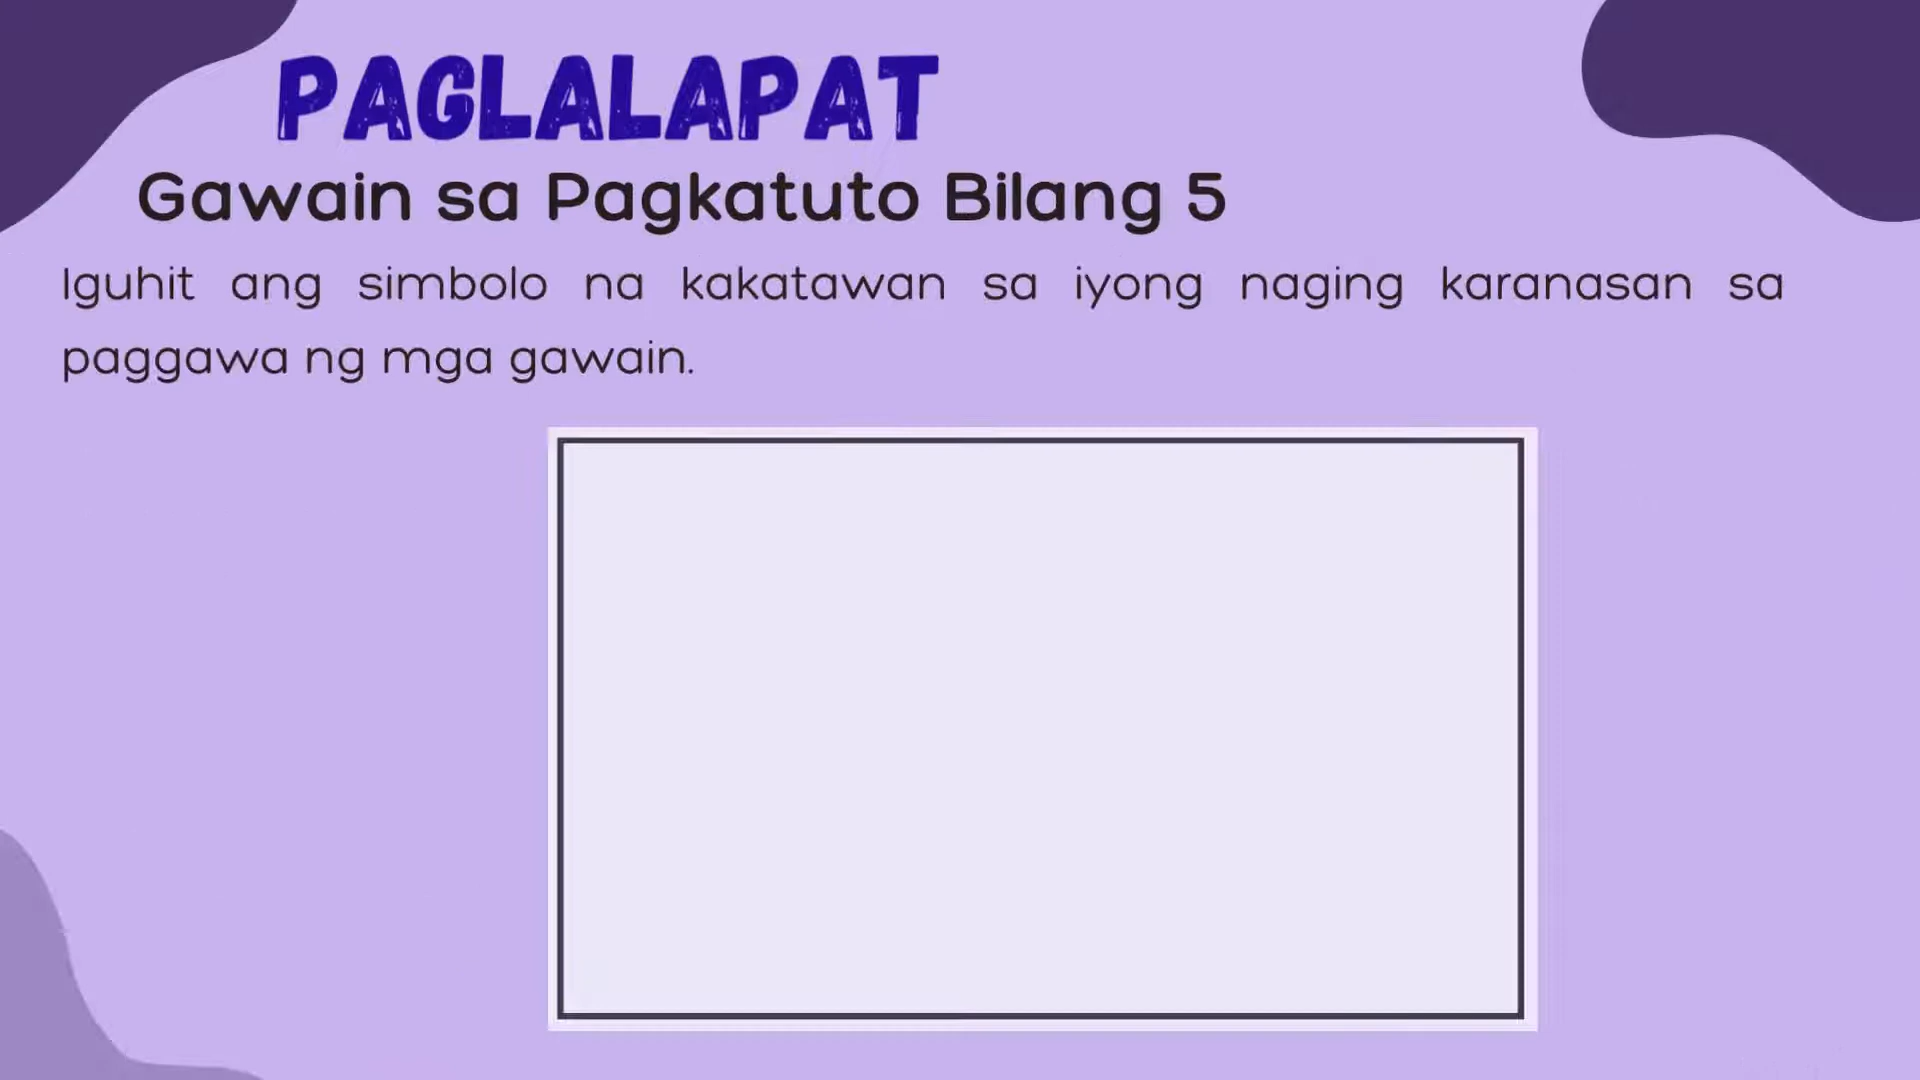 PAGLALAPAT
Gawain sa Pagkatuto Bilang 5
Iguhit ang simbolo na kakatawan sa iyong naging karanasan sa
paggawa ng mga gawain.